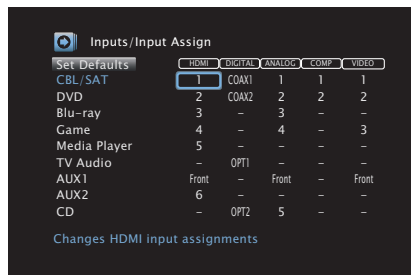 Inputs/Input Assign
Set Defaults HDMI DIGITAL ANALOG COMP VIDEO
CBL/SAT 1 COAX1 1 1 1
DVD 2 COAX2 2 2 2
Blu-ray 3 – 3 – –
Game 4 – 4 – 3
Media Player 5 – – – –
TV Audio – OPT1 – – –
AUX1 Front – Front – Front
AUX2 6 – – – –
CD – OPT2 5 – –
Changes HDMI input assignments